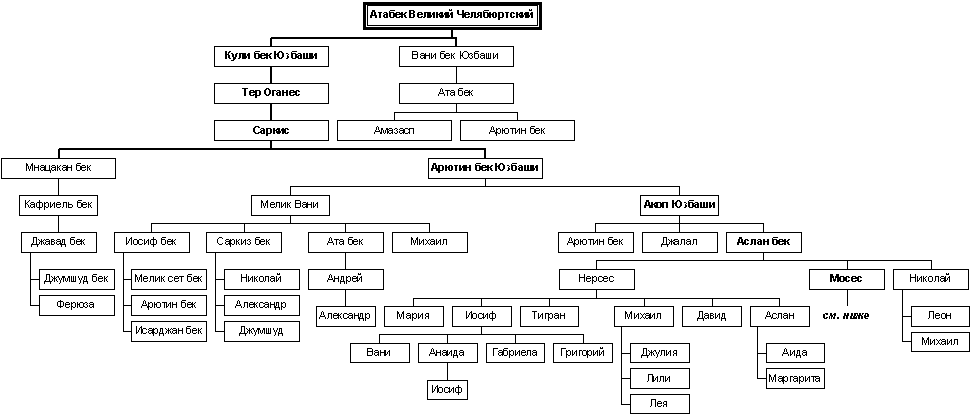 Атабек Великий Челябюртский
Кули бек Юзбаши
Вани бек Юзбаши
Тер Оганес
Ата бек
Саркис
Амазасп
Арютин бек
Мнацакан бек
Арютин бек Юзбаши
Кафриель бек
Мелик Вани
Акоп Юзбаши
Джавад бек
Иосиф бек
Саркиз бек
Ата бек
Михаил
Арютин бек
Джалал
Аслан бек
Джумшуд бек
Мелик сет бек
Николай
Андрей
Нерсес
Мосес
Николай
Ферюза
Арютин бек
Александр
Александр
Мария
Иосиф
Тигран
Михаил
Давид
Аслан
см. ниже
Леон
Исарджан бек
Джумшуд
Михаил
Вани
Анаида
Габриела
Григорий
Джулия
Аида
Лили
Маргарита
Иосиф
Лея